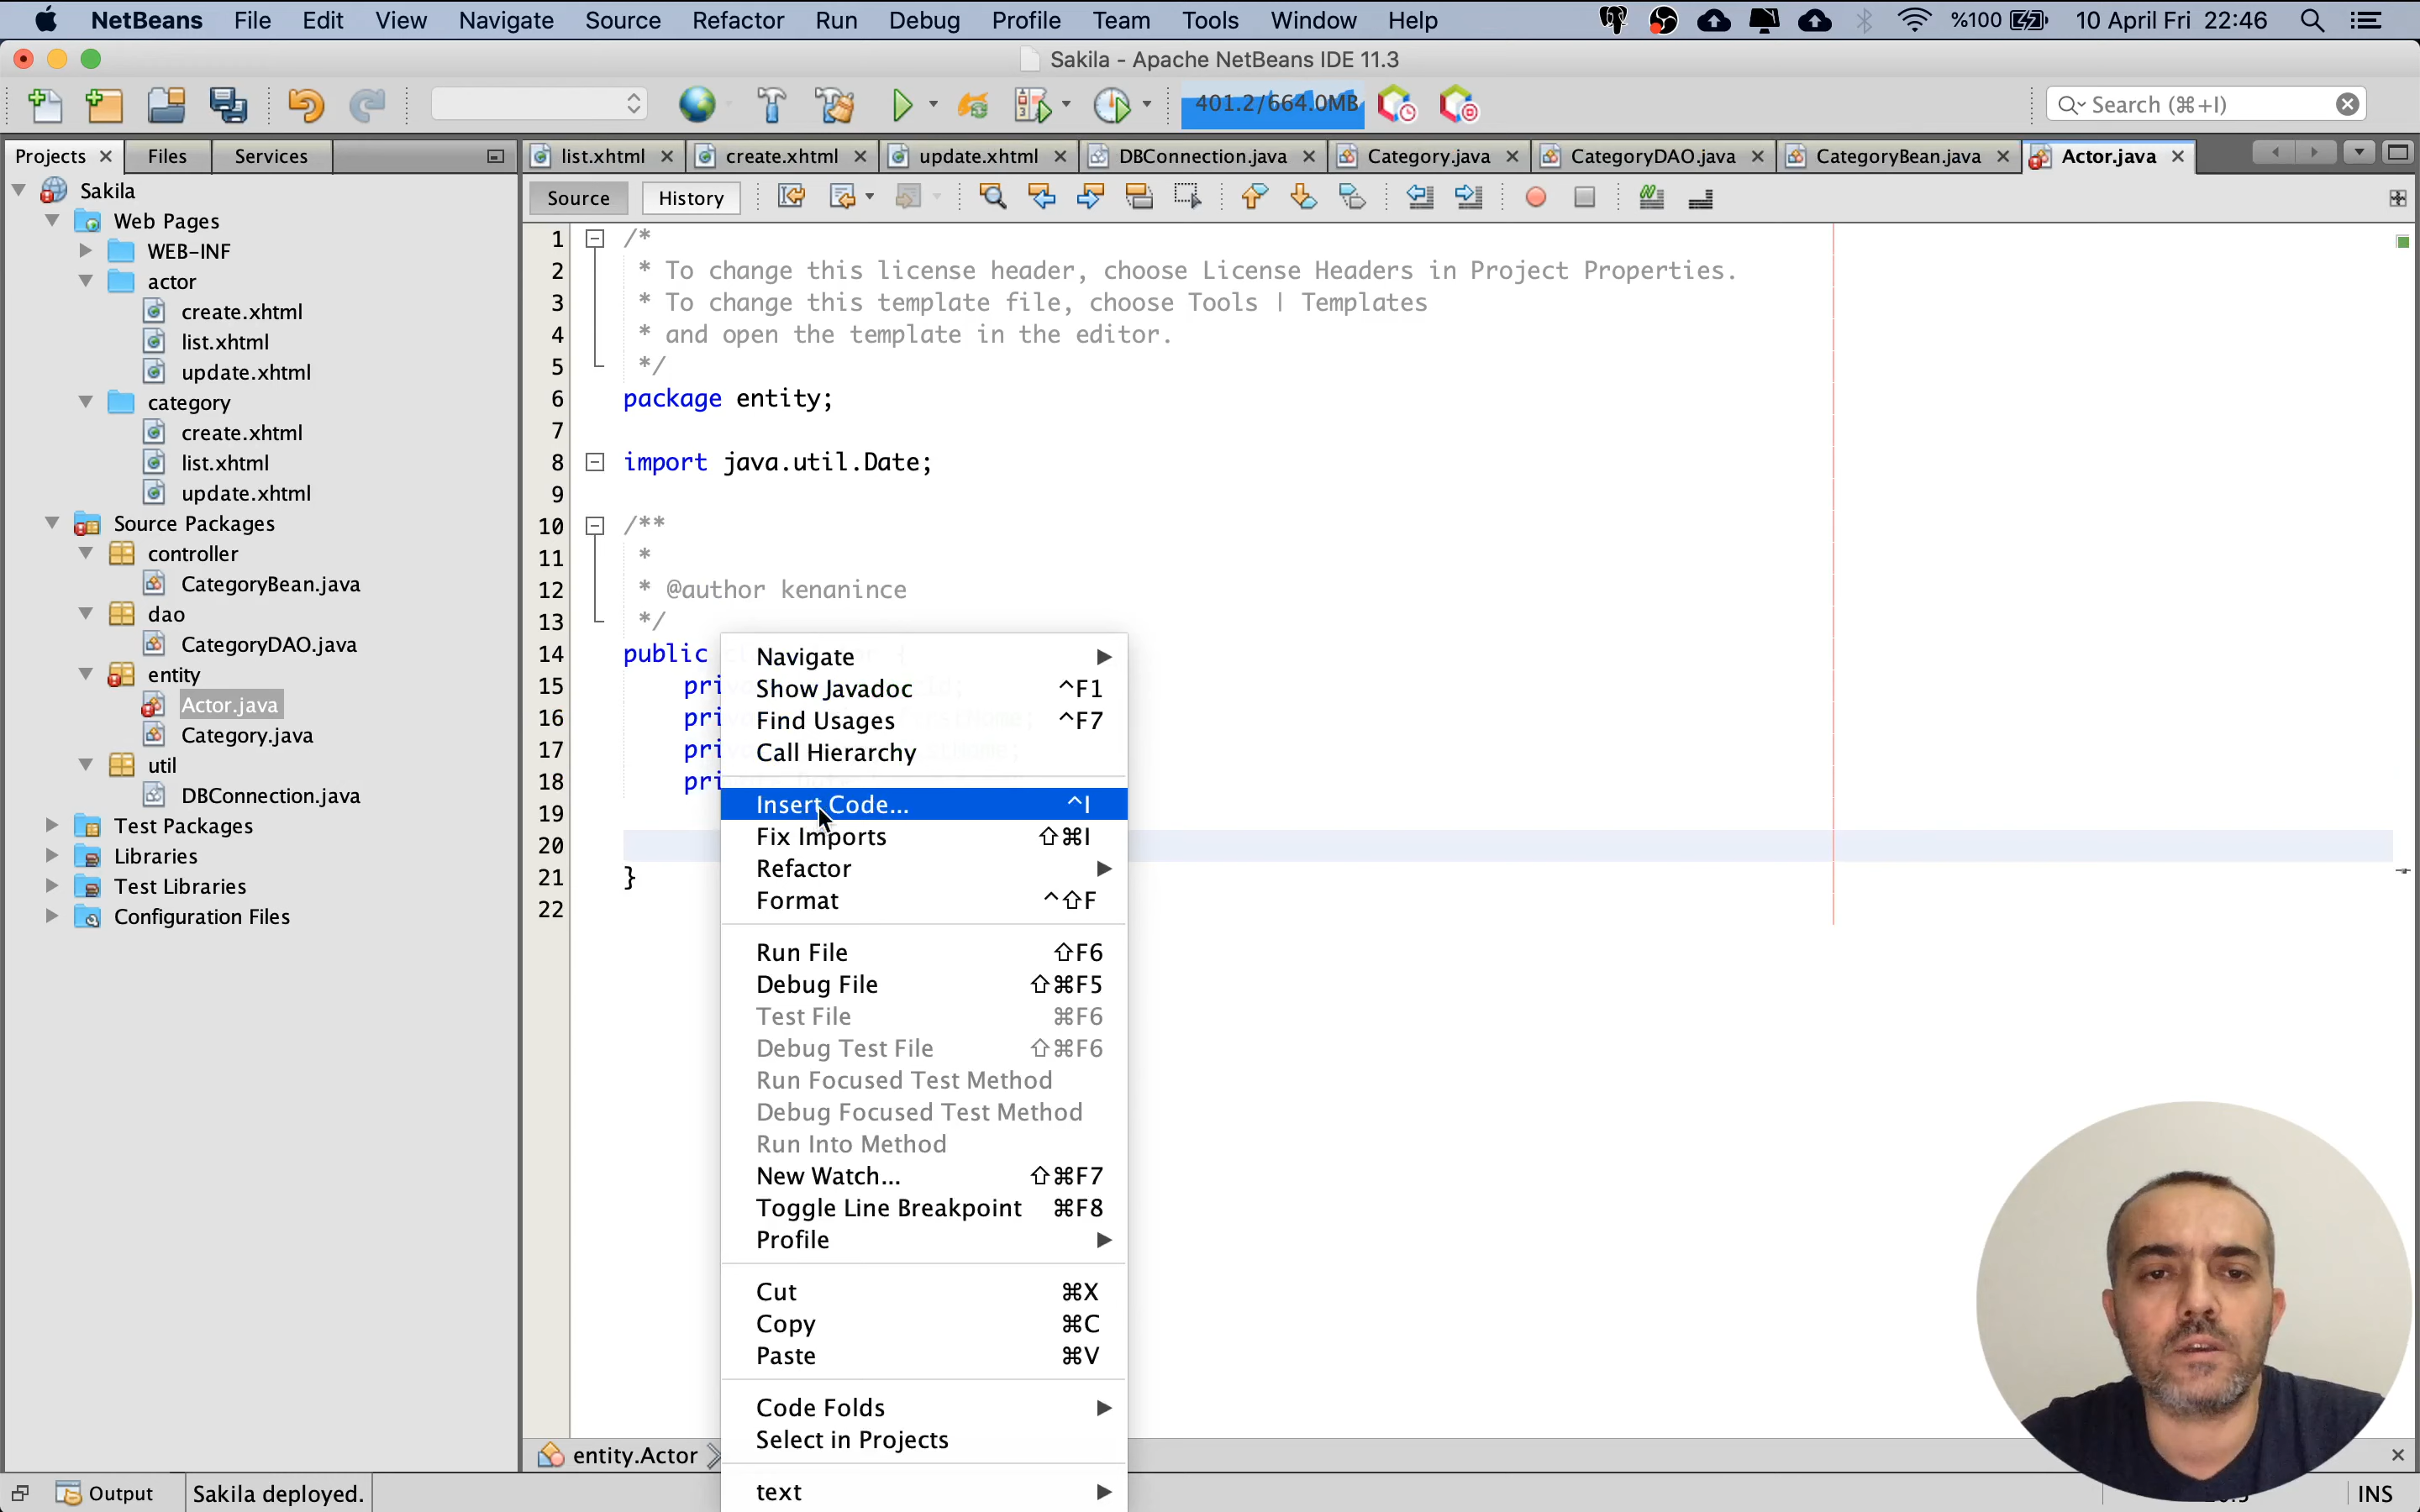 NetBeans File Edit View Navigate Source Refactor Run Debug Profile Team Tools Window Help %100 10 April Fri 22:46
Sakila - Apache NetBeans IDE 11.3
401.2/664.0MB
Search (⌘+I)
Projects Files Services
list.xhtml create.xhtml update.xhtml DBConnection.java Category.java CategoryDAO.java CategoryBean.java Actor.java
Source History
Sakila
Web Pages
WEB-INF
actor
create.xhtml
list.xhtml
update.xhtml
category
create.xhtml
list.xhtml
update.xhtml
Source Packages
controller
CategoryBean.java
dao
CategoryDAO.java
entity
Actor.java
Category.java
util
DBConnection.java
Test Packages
Libraries
Test Libraries
Configuration Files
1 /*
2 * To change this license header, choose License Headers in Project Properties.
3 * To change this template file, choose Tools | Templates
4 * and open the template in the editor.
5 */
6 package entity;
7
8 import java.util.Date;
9
10 /**
11 *
12 * @author kenanince
13 */
14 public
15 pri
16 pri
17 pri
18 pri
19
20
21 }
22
Navigate
Show Javadoc ^F1
Find Usages ^F7
Call Hierarchy
Insert Code... ^I
Fix Imports ⇧⌘I
Refactor
Format ^⇧F
Run File ⇧F6
Debug File ⇧⌘F5
Test File ⌘F6
Debug Test File ⇧⌘F6
Run Focused Test Method
Debug Focused Test Method
Run Into Method
New Watch... ⇧⌘F7
Toggle Line Breakpoint ⌘F8
Profile
Cut ⌘X
Copy ⌘C
Paste ⌘V
Code Folds
Select in Projects
text
entity.Actor
Output Sakila deployed. INS